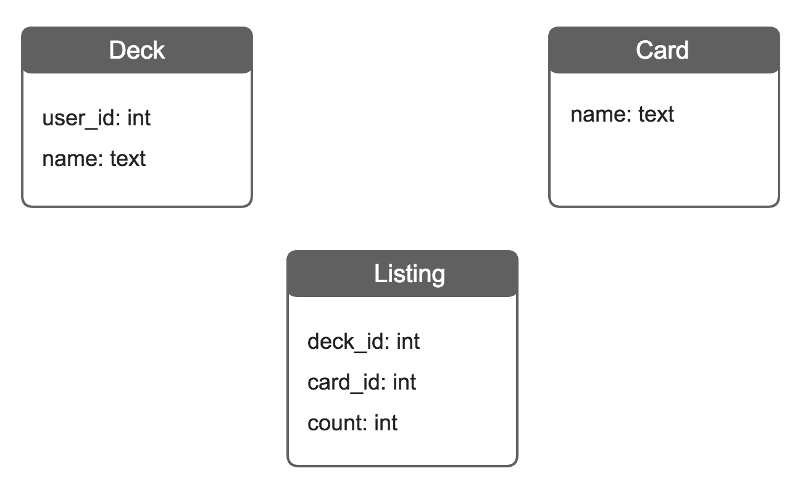 Deck
user_id: int
name: text
Card
name: text
Listing
deck_id: int
card_id: int
count: int